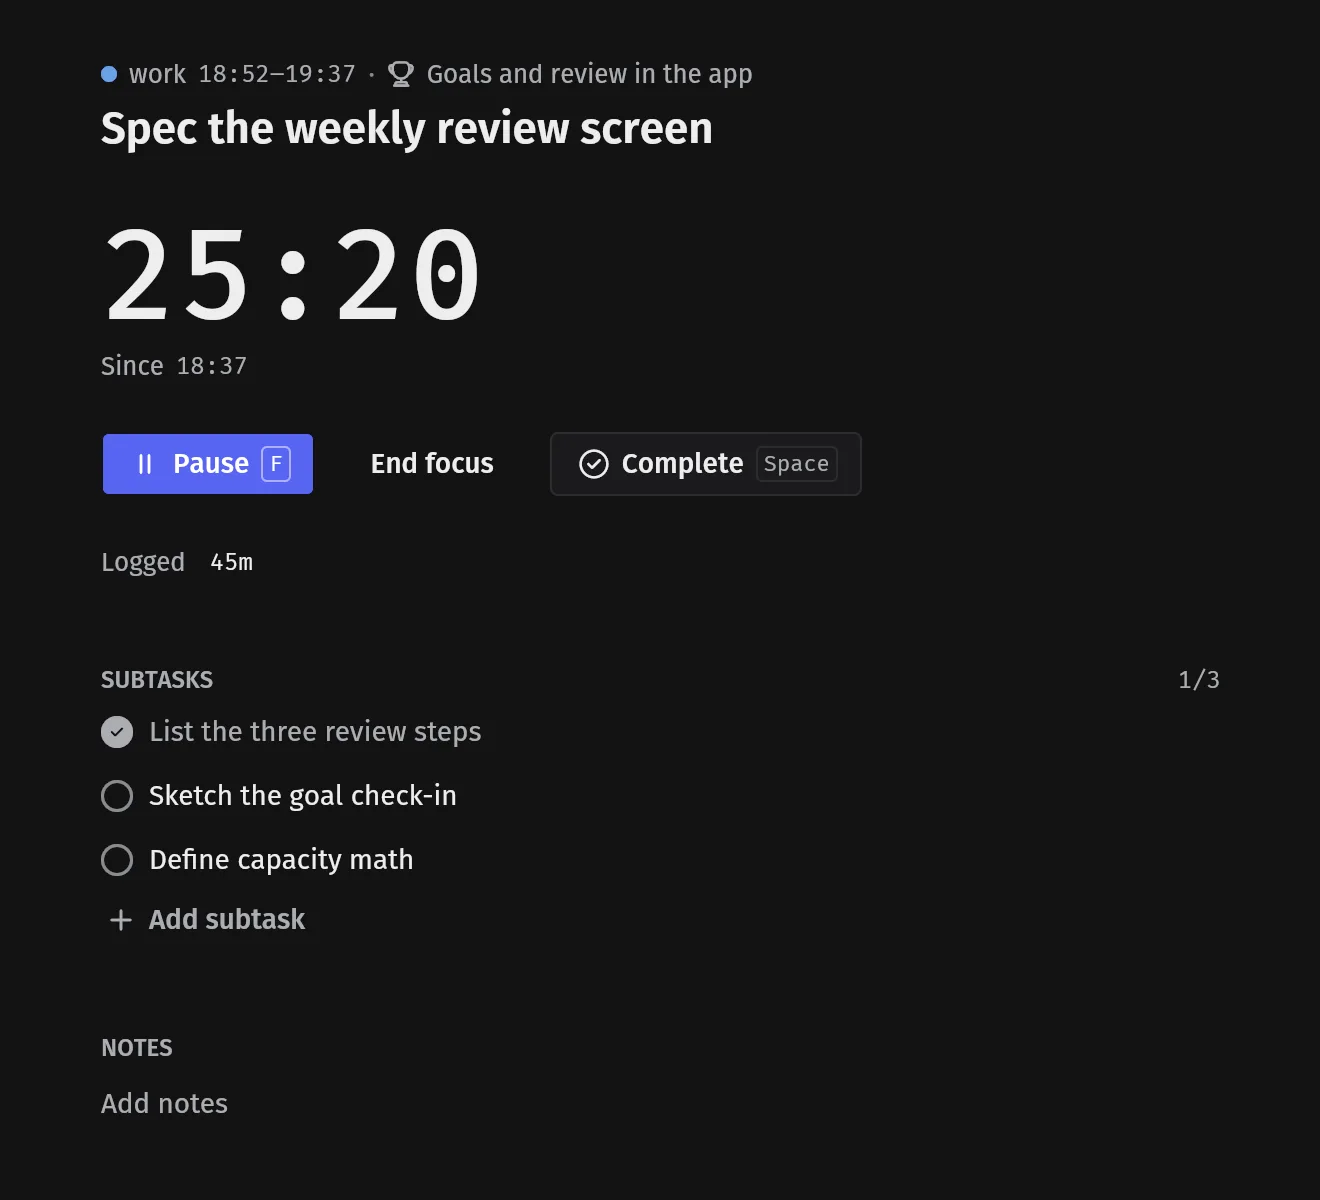 work 18:52–19:37 · Goals and review in the app
Spec the weekly review screen
25:20
Since 18:37
Pause F End focus Complete Space
Logged 45m
SUBTASKS 1/3
List the three review steps
Sketch the goal check-in
Define capacity math
Add subtask
NOTES
Add notes